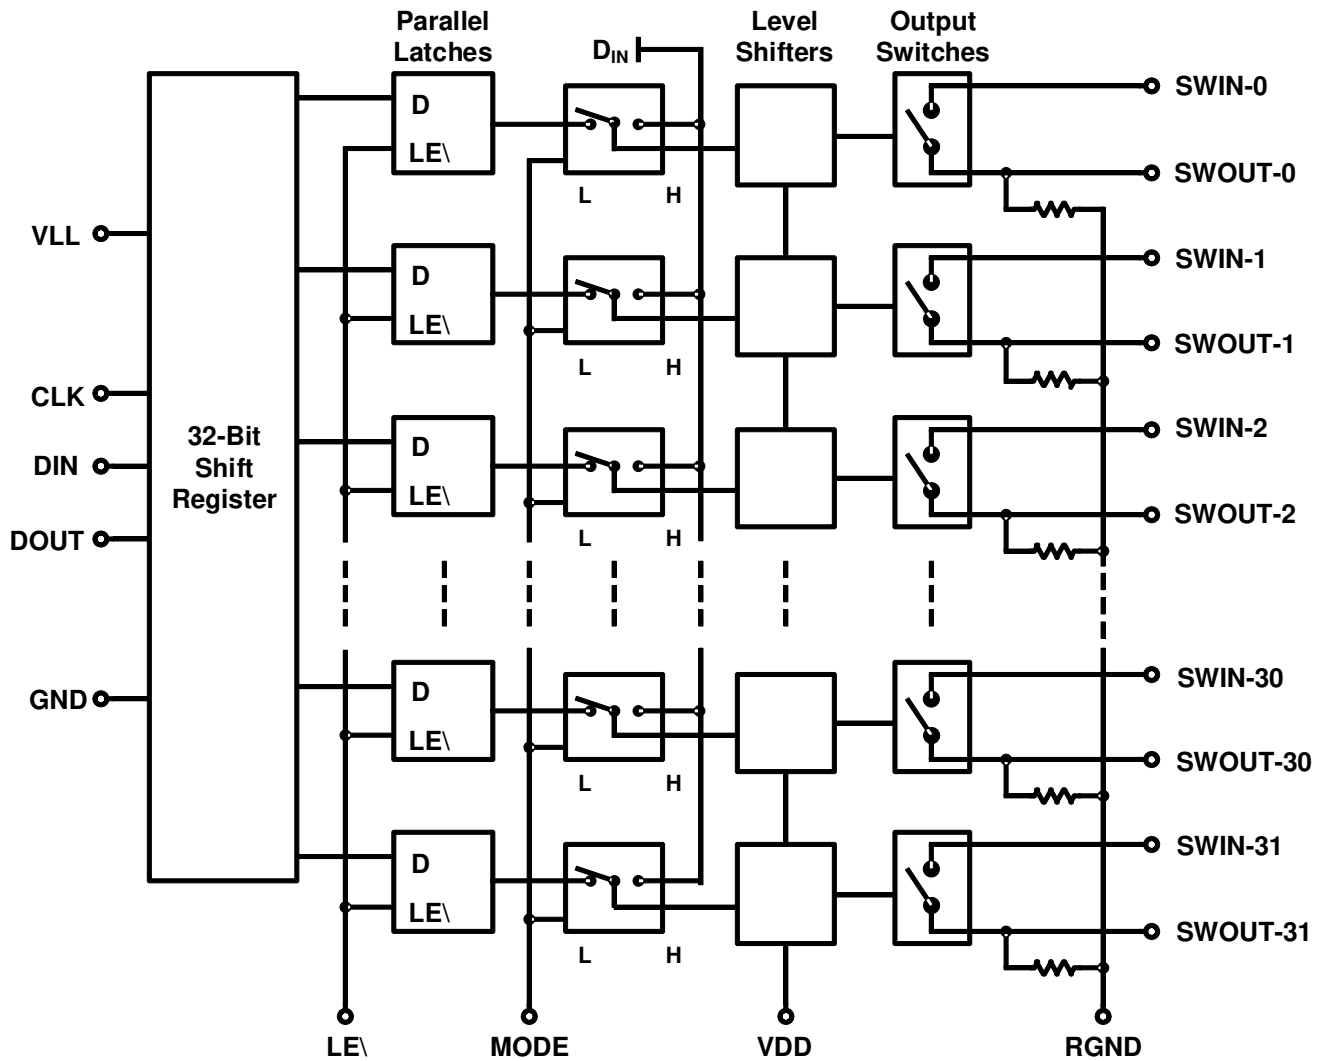 Parallel
Latches
D_IN
Level
Shifters
Output
Switches
D
LE\
L H
SWIN-0
SWOUT-0
VLL
D
LE\
L H
SWIN-1
SWOUT-1
CLK
DIN
DOUT
GND
32-Bit
Shift
Register
D
LE\
L H
SWIN-2
SWOUT-2
D
LE\
L H
SWIN-30
SWOUT-30
D
LE\
L H
SWIN-31
SWOUT-31
LE\
MODE
VDD
RGND